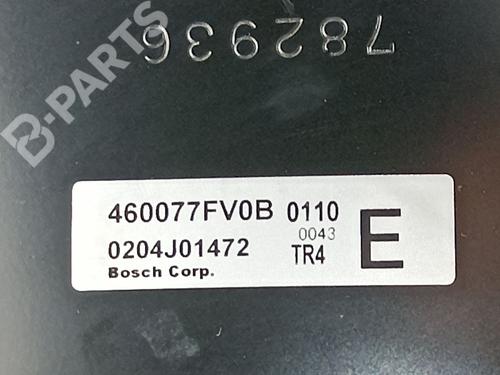 782936
B-PARTS
460077FV0B 0110
0043
0204J01472 TR4
E
Bosch Corp.